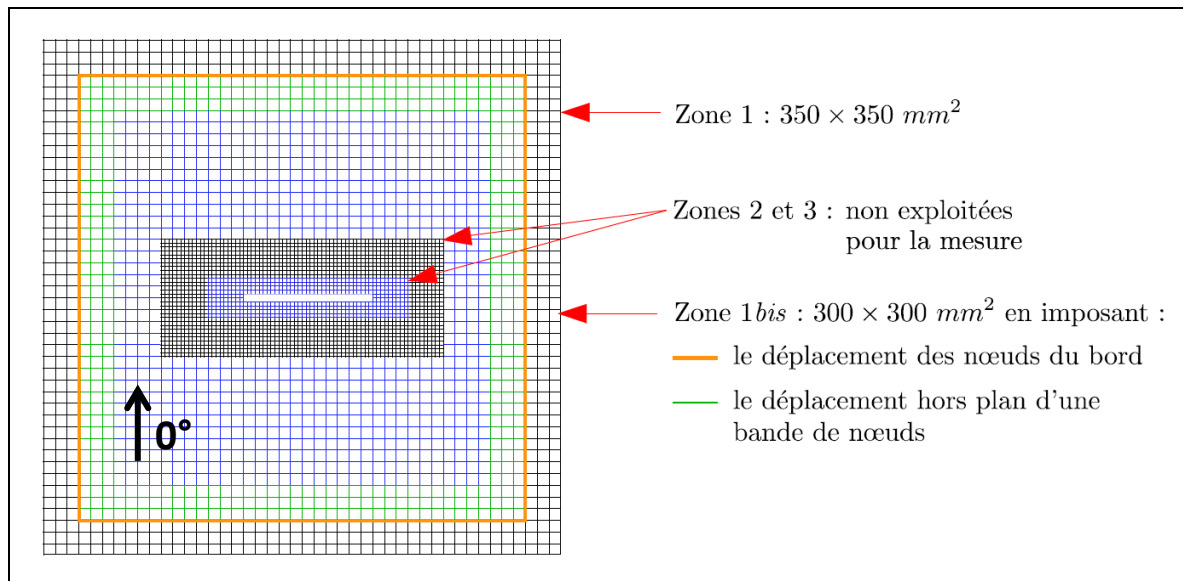 Zone 1 : 350 × 350 mm²
Zones 2 et 3 : non exploitées
pour la mesure
Zone 1bis : 300 × 300 mm² en imposant :
le déplacement des nœuds du bord
le déplacement hors plan d'une
bande de nœuds
0°